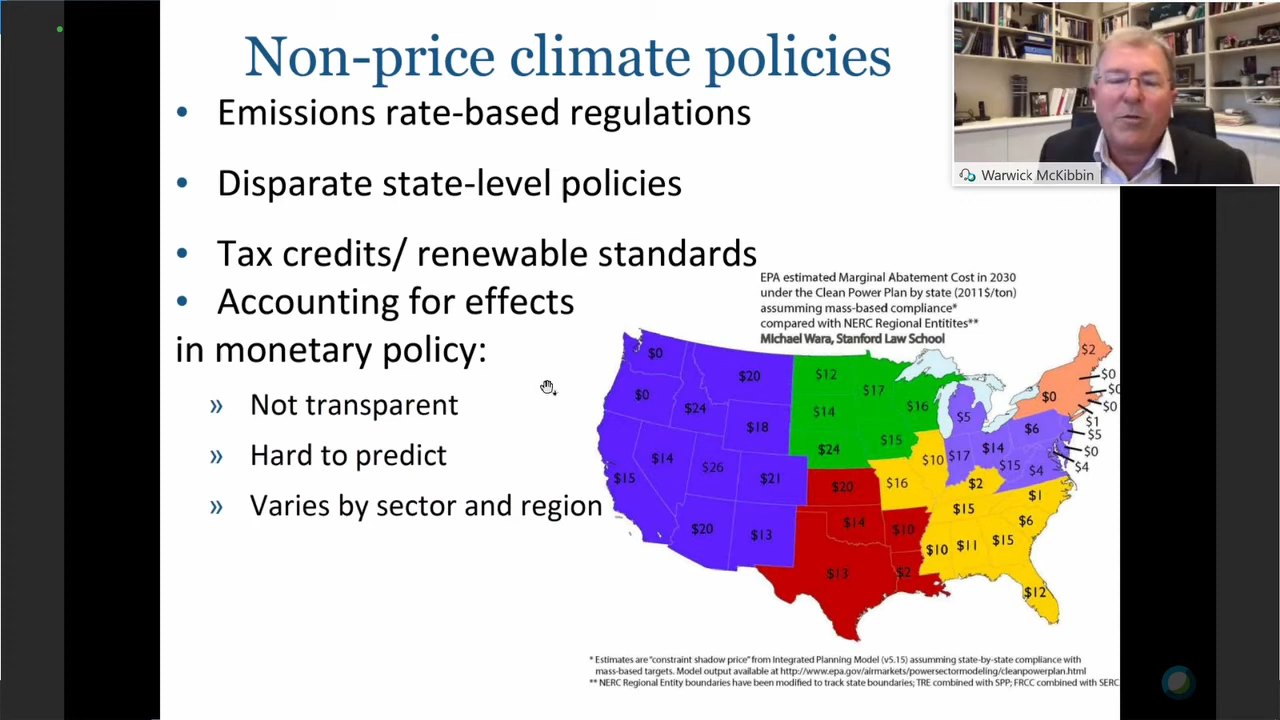 Non-price climate policies
• Emissions rate-based regulations
• Disparate state-level policies
• Tax credits/ renewable standards
• Accounting for effects
in monetary policy:
» Not transparent
» Hard to predict
» Varies by sector and region
Warwick McKibbin
EPA estimated Marginal Abatement Cost in 2030
under the Clean Power Plan by state (2011$/ton)
assumming mass-based compliance*
compared with NERC Regional Entitites**
Michael Wara, Stanford Law School
$0
$0
$20
$24
$18
$14
$26
$21
$15
$20
$13
$12
$17
$14
$16
$15
$24
$20
$14
$10
$13
$2
$10
$16
$2
$15
$1
$6
$10
$11
$15
$12
$5
$17
$14
$6
$15
$4
$2
$0
$0
$0
$0
$1
$5
$0
$4
* Estimates are "constraint shadow price" from Integrated Planning Model (v5.15) assumming state-by-state compliance with
mass-based targets. Model output available at http://www.epa.gov/airmarkets/powersectormodeling/cleanpowerplan.html
** NERC Regional Entity boundaries have been modified to track state boundaries; TRE combined with SPP; FRCC combined with SERC